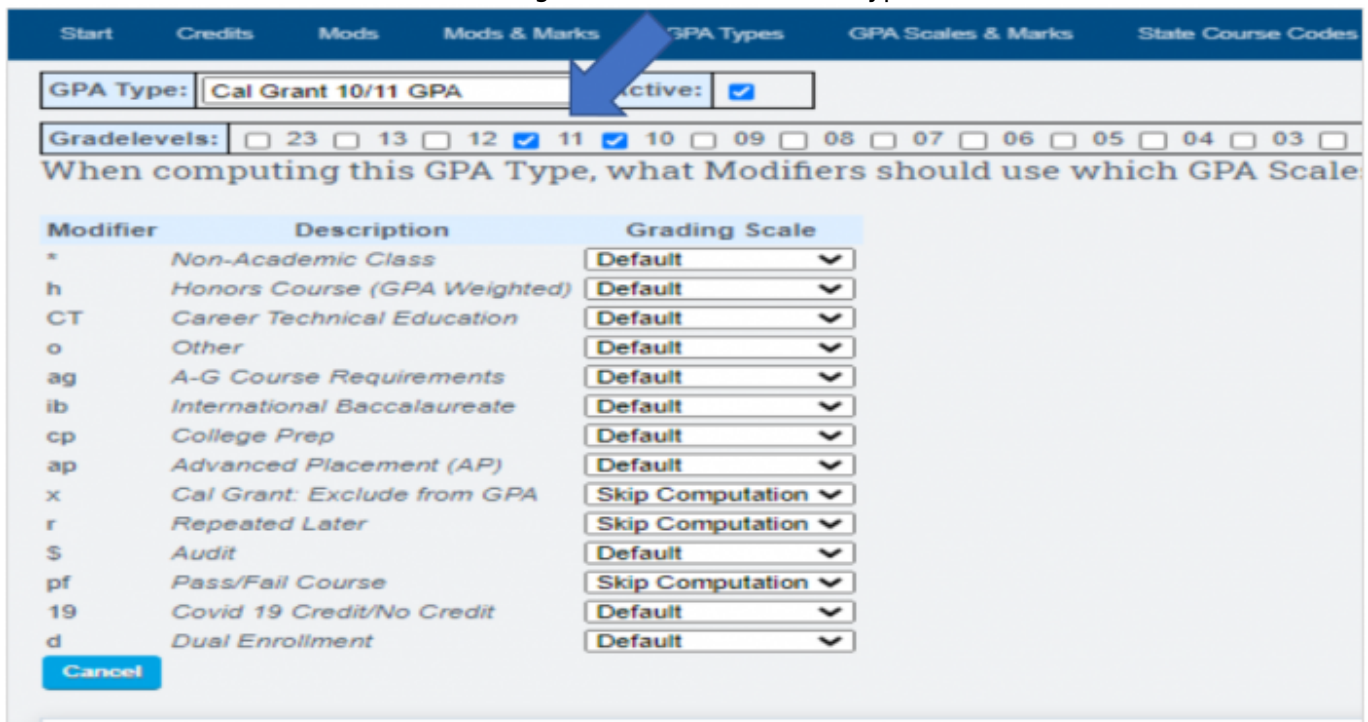 Start Credits Mods Mods & Marks GPA Types GPA Scales & Marks State Course Codes
GPA Type: Cal Grant 10/11 GPA ctive:
Gradelevels: 23 13 12 11 10 09 08 07 06 05 04 03
When computing this GPA Type, what Modifiers should use which GPA Scale
Modifier Description Grading Scale
* Non-Academic Class Default
h Honors Course (GPA Weighted) Default
CT Career Technical Education Default
o Other Default
ag A-G Course Requirements Default
ib International Baccalaureate Default
cp College Prep Default
ap Advanced Placement (AP) Default
x Cal Grant: Exclude from GPA Skip Computation
r Repeated Later Skip Computation
$ Audit Default
pf Pass/Fail Course Skip Computation
19 Covid 19 Credit/No Credit Default
d Dual Enrollment Default
Cancel